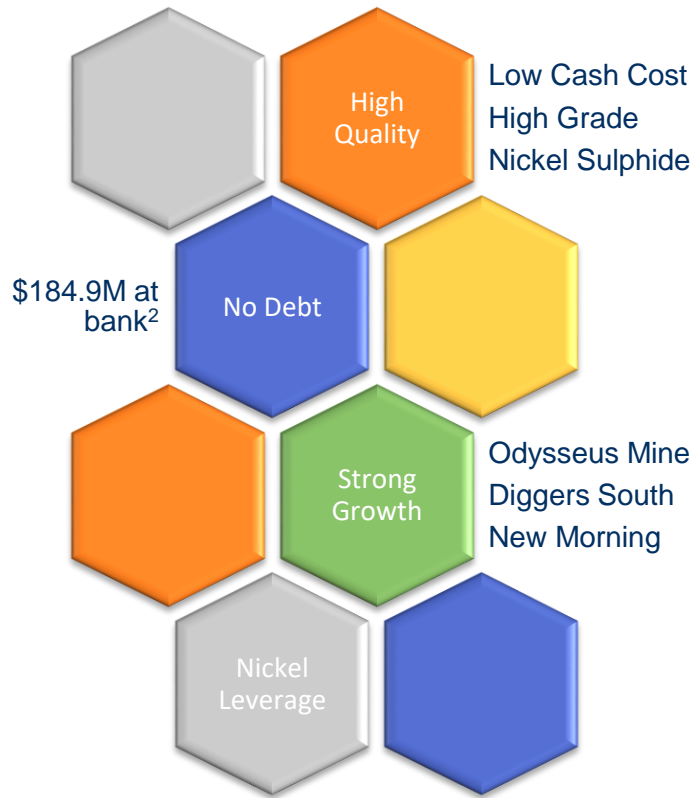 High
Quality
Low Cash Cost
High Grade
Nickel Sulphide
$184.9M at
bank²
No Debt
Strong
Growth
Odysseus Mine
Diggers South
New Morning
Nickel
Leverage